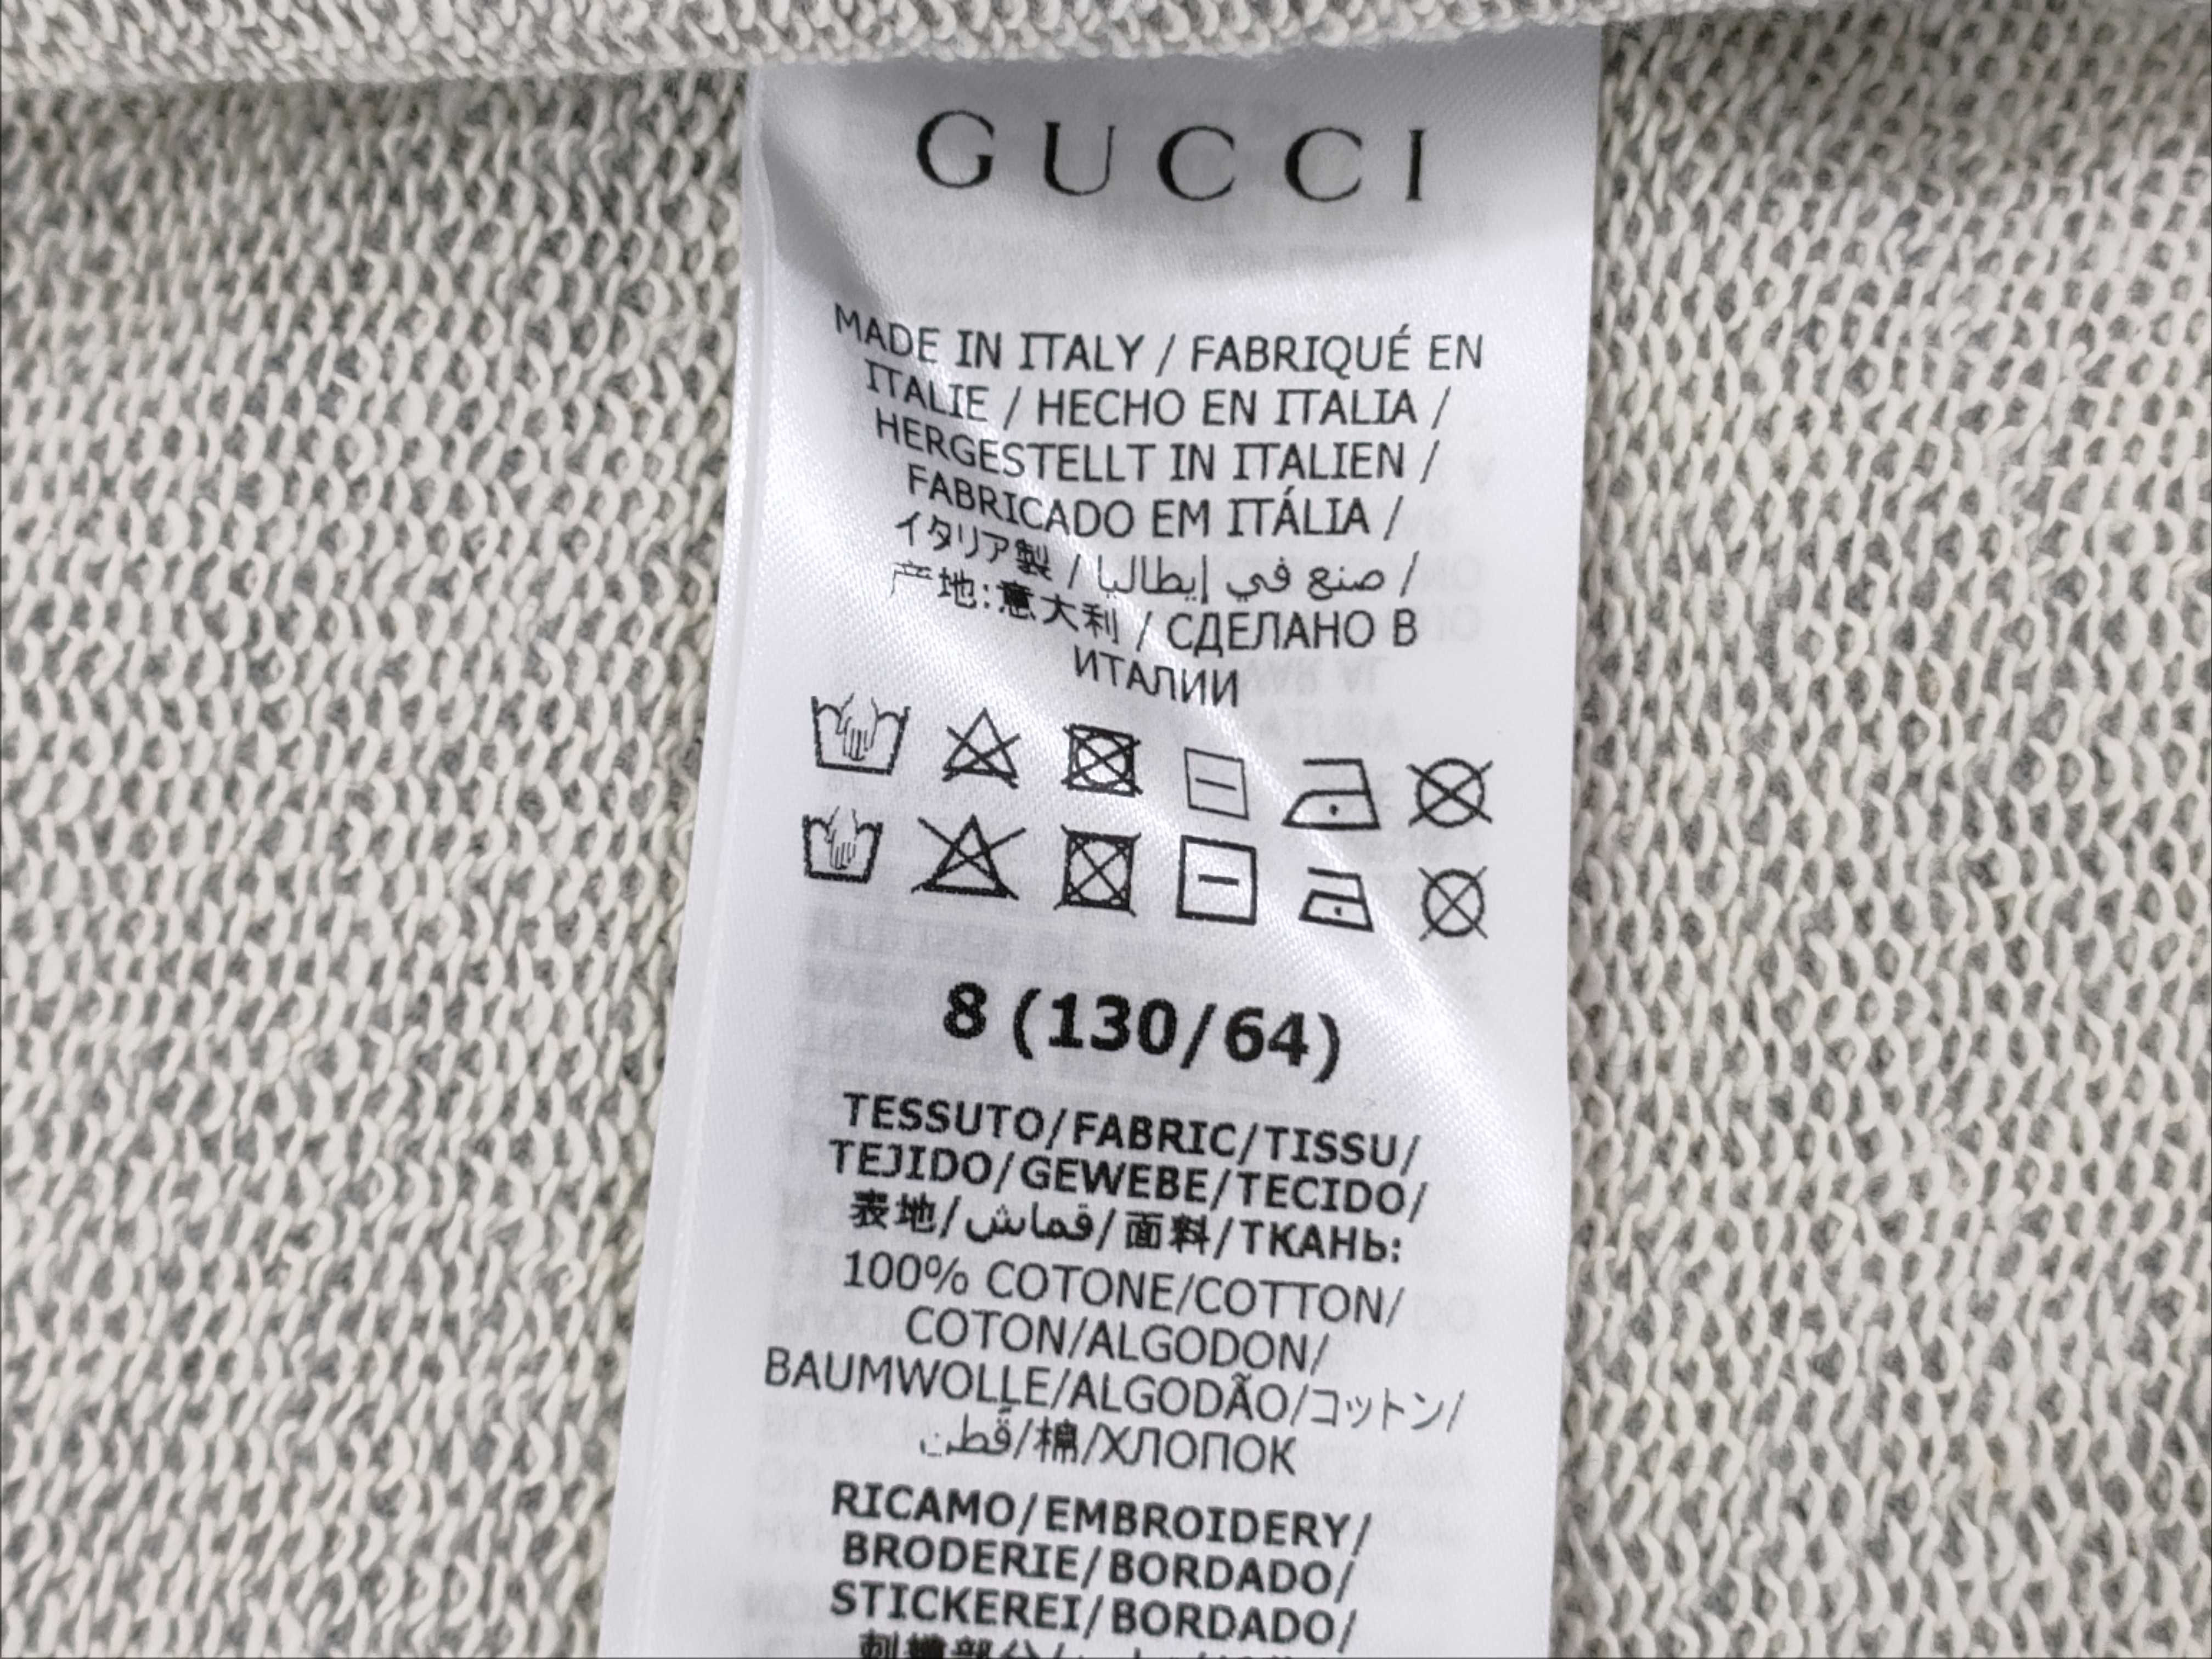 GUCCI
MADE IN ITALY / FABRIQUÉ EN
ITALIE / HECHO EN ITALIA /
HERGESTELLT IN ITALIEN /
FABRICADO EM ITÁLIA /
イタリア製 / صنع في إيطاليا /
产地:意大利 / СДЕЛАНО В
ИТАЛИИ
8 (130/64)
TESSUTO/FABRIC/TISSU/
TEJIDO/GEWEBE/TECIDO/
表地/قماش/面料/ТКАНЬ:
100% COTONE/COTTON/
COTON/ALGODON/
BAUMWOLLE/ALGODÃO/コットン/
قطن/棉/ХЛОПОК
RICAMO/EMBROIDERY/
BRODERIE/BORDADO/
STICKEREI/BORDADO/